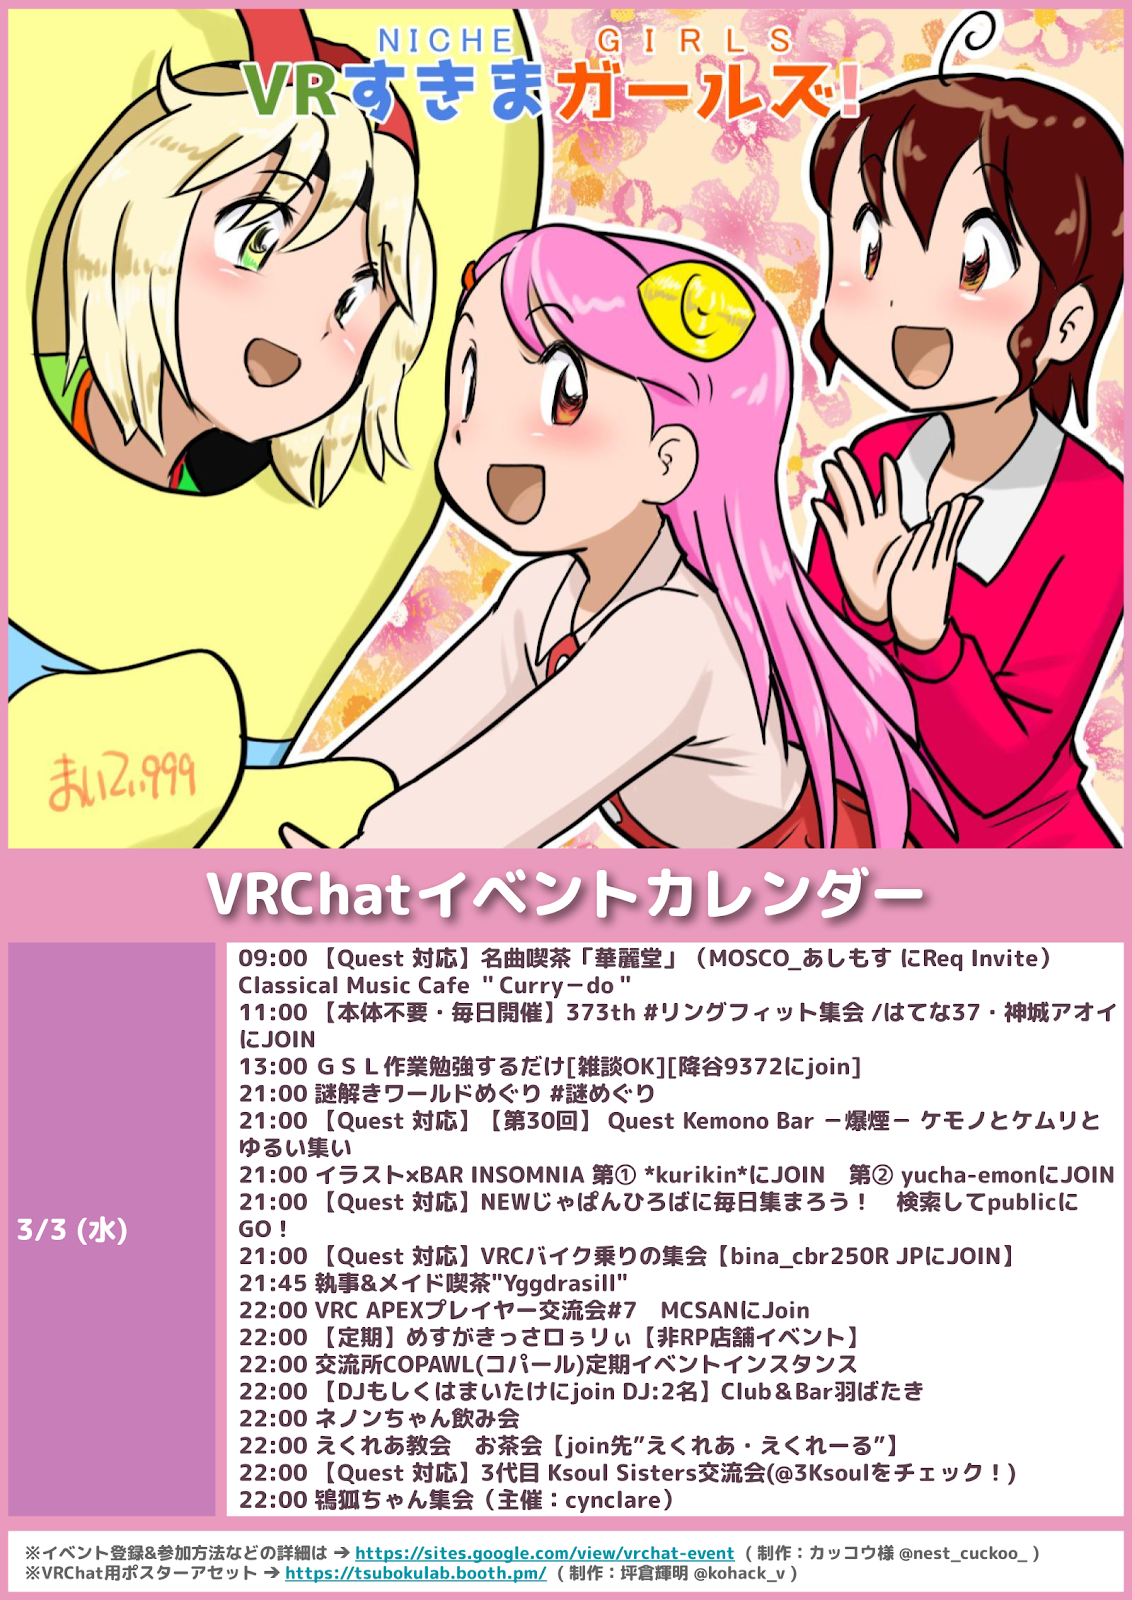 NICHE GIRLS
VRすきまガールズ!
まいてぃ999
VRChatイベントカレンダー
3/3 (水)
09:00 【Quest 対応】名曲喫茶「華麗堂」（MOSCO_あしもす にReq Invite）
Classical Music Cafe ＂Curry－do＂
11:00 【本体不要・毎日開催】373th #リングフィット集会 /はてな37・神城アオイ
にJOIN
13:00 ＧＳＬ作業勉強するだけ[雑談OK][降谷9372にjoin]
21:00 謎解きワールドめぐり #謎めぐり
21:00 【Quest 対応】【第30回】 Quest Kemono Bar －爆煙－ ケモノとケムリと
ゆるい集い
21:00 イラスト×BAR INSOMNIA 第① *kurikin*にJOIN　第② yucha-emonにJOIN
21:00 【Quest 対応】NEWじゃぱんひろばに毎日集まろう！　検索してpublicに
GO！
21:00 【Quest 対応】VRCバイク乗りの集会【bina_cbr250R JPにJOIN】
21:45 執事&メイド喫茶"Yggdrasill"
22:00 VRC APEXプレイヤー交流会#7　MCSANにJoin
22:00 【定期】めすがきっさロぅリぃ【非RP店舗イベント】
22:00 交流所COPAWL(コパール)定期イベントインスタンス
22:00 【DJもしくはまいたけにjoin DJ:2名】Club＆Bar羽ばたき
22:00 ネノンちゃん飲み会
22:00 えくれあ教会　お茶会【join先”えくれあ・えくれーる”】
22:00 【Quest 対応】3代目 Ksoul Sisters交流会(@3Ksoulをチェック！)
22:00 鵼狐ちゃん集会（主催：cynclare）
※イベント登録&参加方法などの詳細は ➔ https://sites.google.com/view/vrchat-event （ 制作：カッコウ様 @nest_cuckoo_ ）
※VRChat用ポスターアセット ➔ https://tsubokulab.booth.pm/ （ 制作：坪倉輝明 @kohack_v ）